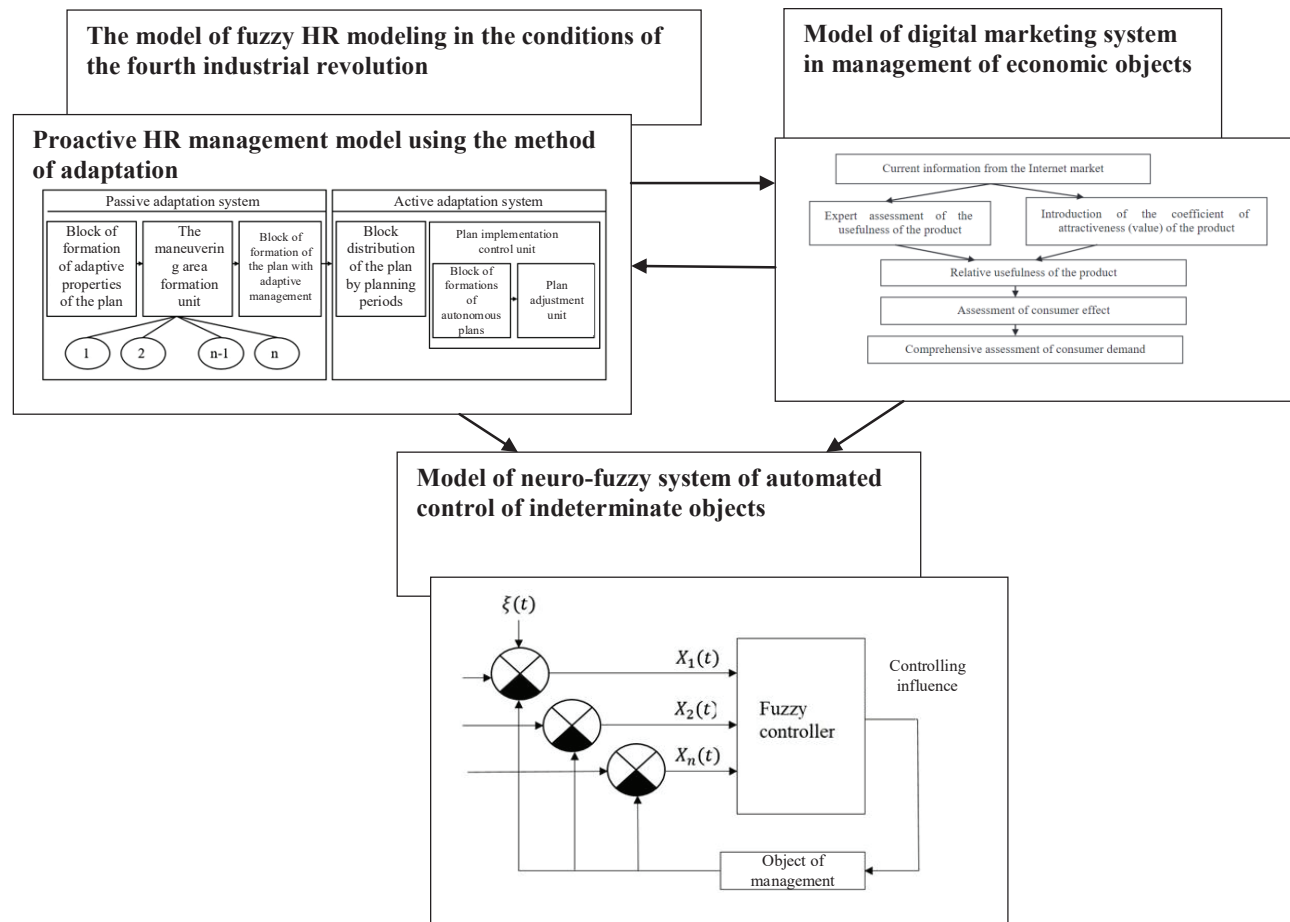 The model of fuzzy HR modeling in the conditions of
the fourth industrial revolution
Proactive HR management model using the method
of adaptation
Passive adaptation system
Block of
formation
of adaptive
properties
of the plan
The
maneuverin
g area
formation
unit
Block of
formation of
the plan with
adaptive
management
1
2
n-1
n
Active adaptation system
Block
distribution
of the plan
by planning
periods
Plan implementation
control unit
Block of
formations
of
autonomous
plans
Plan
adjustment
unit
Model of digital marketing system
in management of economic objects
Current information from the Internet market
Expert assessment of the
usefulness of the product
Introduction of the coefficient of
attractiveness (value) of the product
Relative usefulness of the product
Assessment of consumer effect
Comprehensive assessment of consumer demand
Model of neuro-fuzzy system of automated
control of indeterminate objects
ξ(t)
X₁(t)
X₂(t)
Xₙ(t)
Fuzzy
controller
Controlling
influence
Object of
management